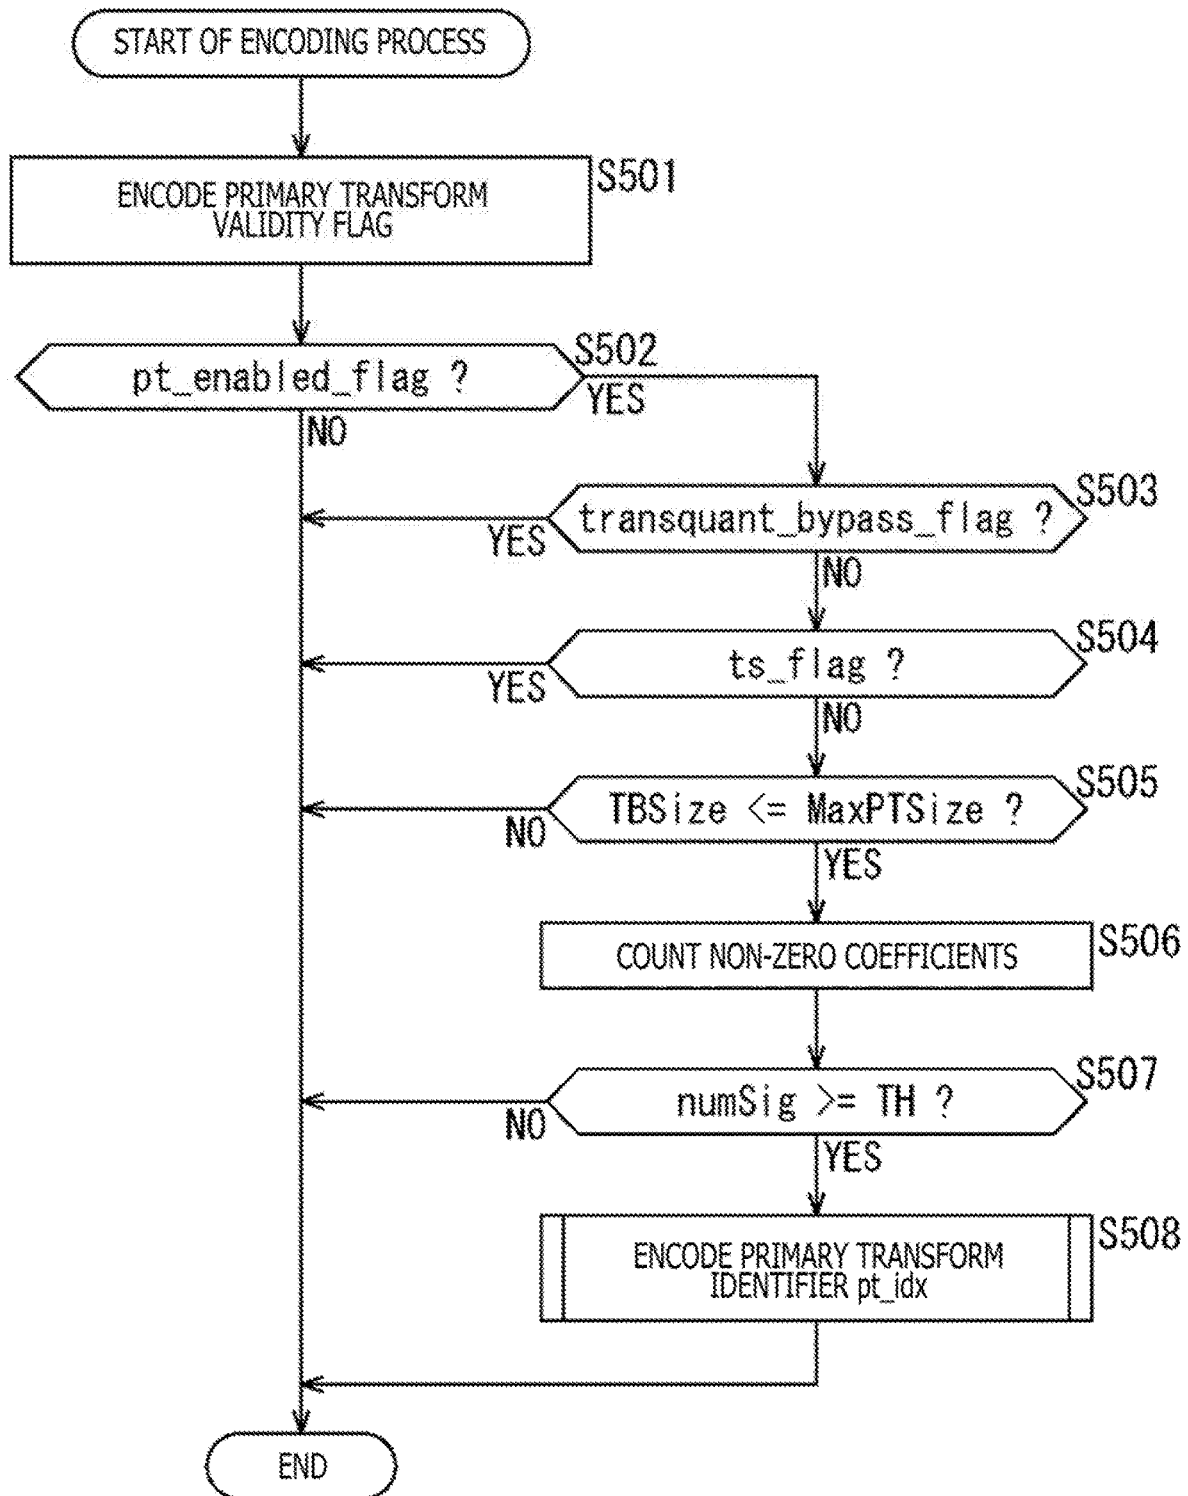 START OF ENCODING PROCESS
S501
ENCODE PRIMARY TRANSFORM
VALIDITY FLAG
S502
pt_enabled_flag ?
YES
NO
S503
transquant_bypass_flag ?
YES
NO
S504
ts_flag ?
YES
NO
S505
TBSize <= MaxPTSize ?
NO
YES
S506
COUNT NON-ZERO COEFFICIENTS
S507
numSig >= TH ?
NO
YES
S508
ENCODE PRIMARY TRANSFORM
IDENTIFIER pt_idx
END